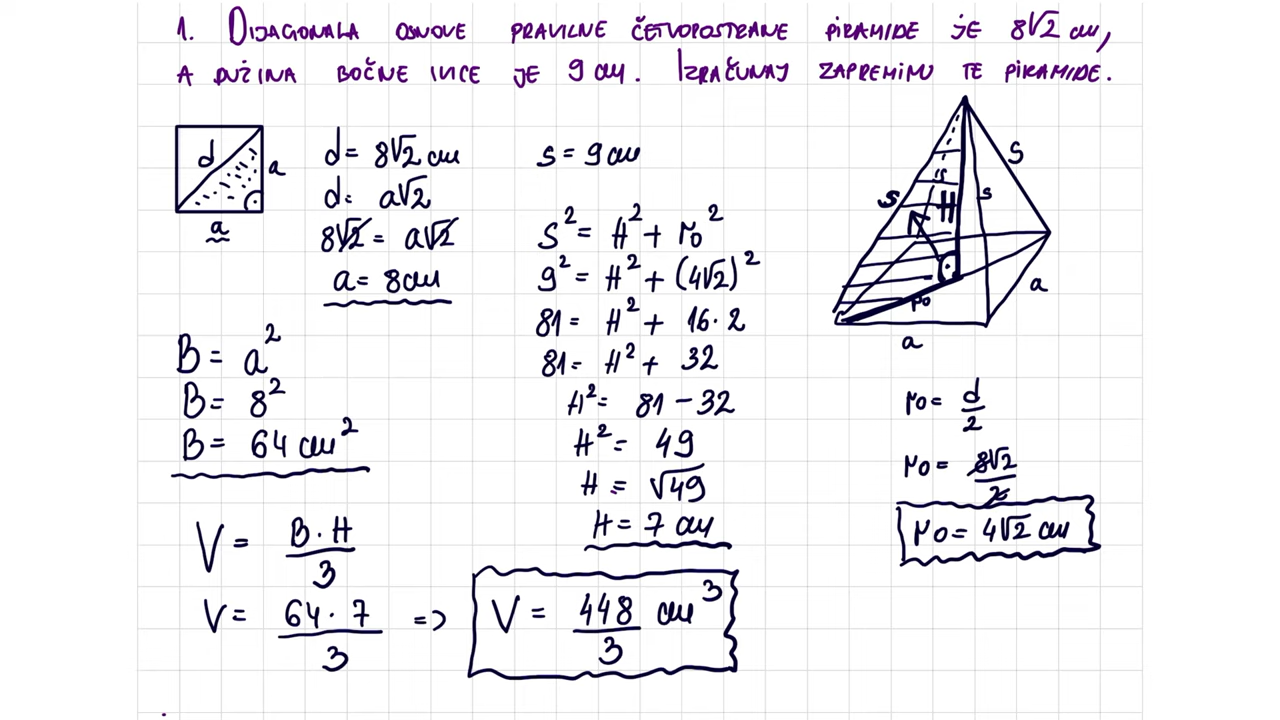 1. DIJAGONALA OSNOVE PRAVILNE ČETVOROSTRANE PIRAMIDE JE 8√2 cm,
A DUŽINA BOČNE IVICE JE 9 cm. IZRAČUNAJ ZAPREMINU TE PIRAMIDE.
d
a
a
d = 8√2 cm
d = a√2
8√2 = a√2
a = 8cm
B = a²
B = 8²
B = 64 cm²
V = B·H/3
V = 64·7/3 =>
V = 448/3 cm³
s = 9 cm
s² = H² + r₀²
9² = H² + (4√2)²
81 = H² + 16·2
81 = H² + 32
H² = 81 - 32
H² = 49
H = √49
H = 7 cm
s
s
s
H
r₀
a
a
r₀ = d/2
r₀ = 8√2/2
r₀ = 4√2 cm